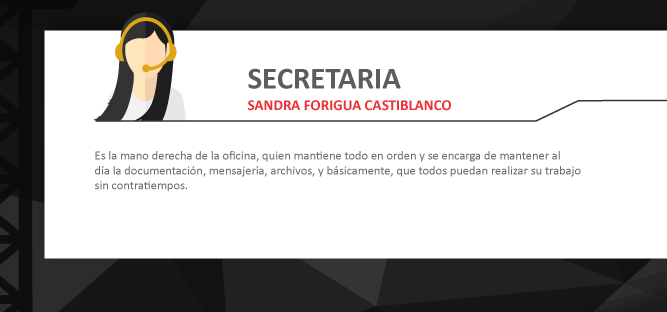 SECRETARIA
SANDRA FORIGUA CASTIBLANCO
Es la mano derecha de la oficina, quien mantiene todo en orden y se encarga de mantener al
día la documentación, mensajería, archivos, y básicamente, que todos puedan realizar su trabajo
sin contratiempos.